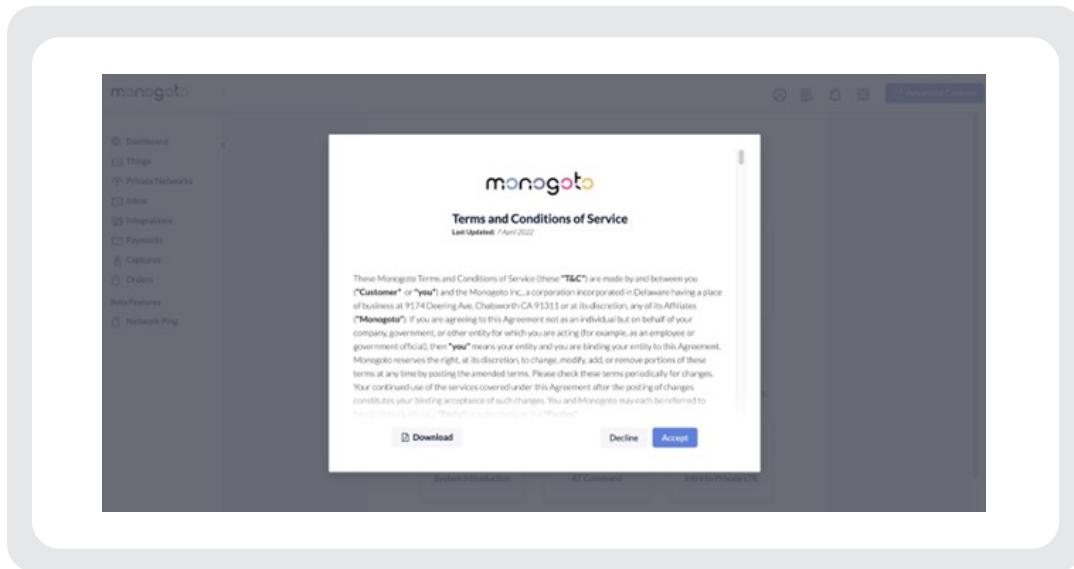 monogoto
Advanced Controls
Dashboard
Things
Private Networks
Inbox
Integrations
Payments
Captures
Orders
Beta Features
Network Ping
monogoto
Terms and Conditions of Service
Last Updated: 7 April 2022
These Monogoto Terms and Conditions of Service (these "T&C") are made by and between you
("Customer" or "you") and the Monogoto Inc., a corporation incorporated in Delaware having a place
of business at 9174 Deering Ave, Chatsworth CA 91311 or at its discretion, any of its Affiliates
("Monogoto"). If you are agreeing to this Agreement not as an individual but on behalf of your
company, government, or other entity for which you are acting (for example, as an employee or
government official), then "you" means your entity and you are binding your entity to this Agreement.
Monogoto reserves the right, at its discretion, to change, modify, add, or remove portions of these
terms at any time by posting the amended terms. Please check these terms periodically for changes.
Your continued use of the services covered under this Agreement after the posting of changes
constitutes your binding acceptance of such changes. You and Monogoto may each be referred to
"Party" "Parties"
Download
Decline
Accept
System Introduction
AT Command
Intro to Private LTE